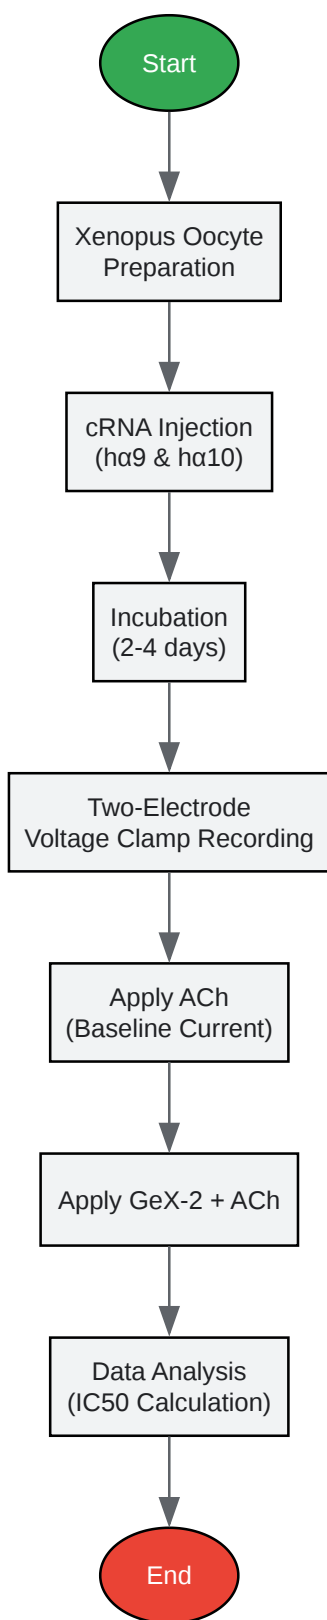 Start
Xenopus Oocyte
Preparation
cRNA Injection
(hα9 & hα10)
Incubation
(2-4 days)
Two-Electrode
Voltage Clamp Recording
Apply ACh
(Baseline Current)
Apply GeX-2 + ACh
Data Analysis
(IC50 Calculation)
End